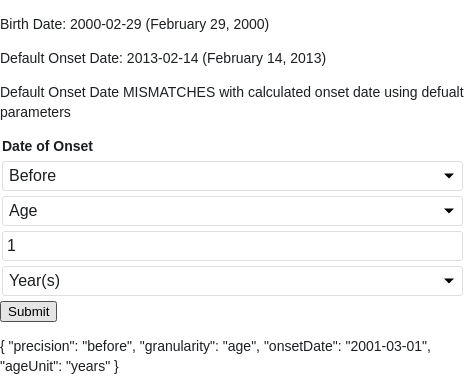 Birth Date: 2000-02-29 (February 29, 2000)
Default Onset Date: 2013-02-14 (February 14, 2013)
Default Onset Date MISMATCHES with calculated onset date using defualt
parameters
Date of Onset
Before
Age
1
Year(s)
Submit
{ "precision": "before", "granularity": "age", "onsetDate": "2001-03-01",
"ageUnit": "years" }